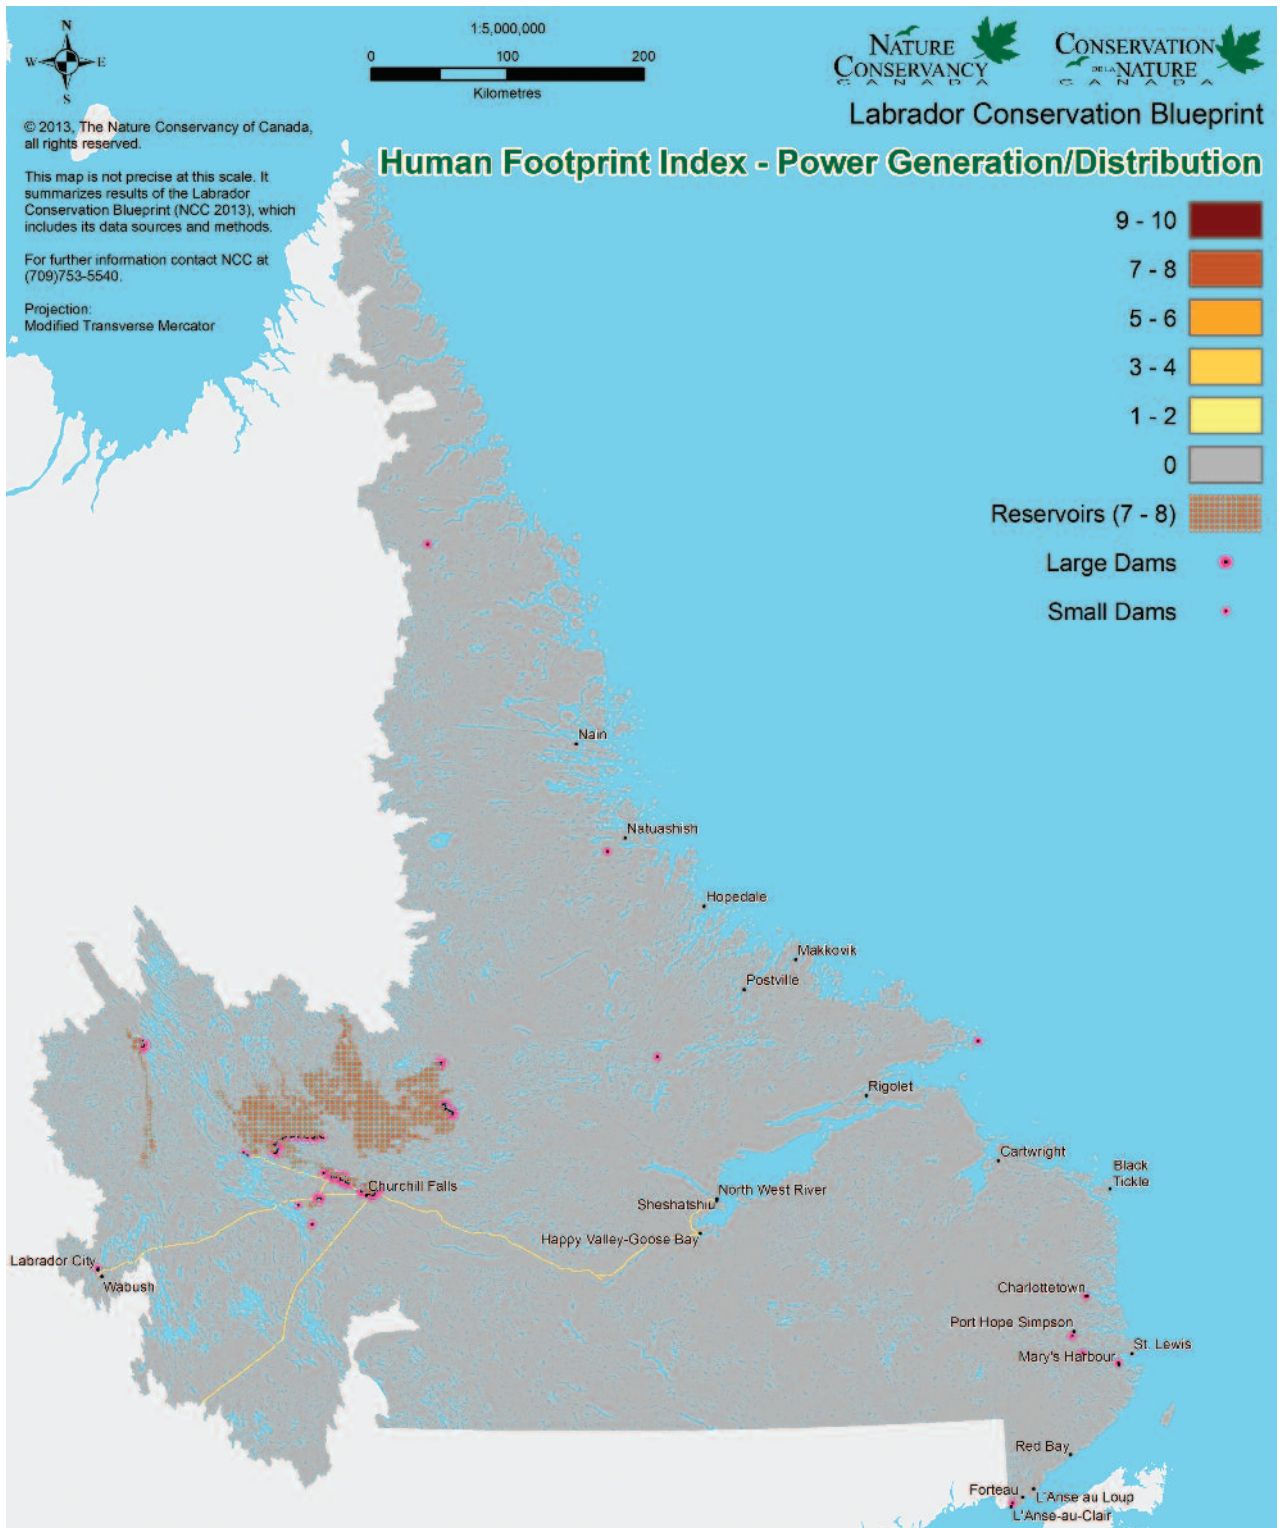 N
W E
S
1:5,000,000
0 100 200
Kilometres
NATURE
CONSERVANCY
CANADA
CONSERVATION
DE LA NATURE
CANADA
Labrador Conservation Blueprint
Human Footprint Index - Power Generation/Distribution
© 2013, The Nature Conservancy of Canada,
all rights reserved.
This map is not precise at this scale. It
summarizes results of the Labrador
Conservation Blueprint (NCC 2013), which
includes its data sources and methods.
For further information contact NCC at
(709)753-5540.
Projection:
Modified Transverse Mercator
9 - 10
7 - 8
5 - 6
3 - 4
1 - 2
0
Reservoirs (7 - 8)
Large Dams
Small Dams
Nain
Natuashish
Hopedale
Makkovik
Postville
Rigolet
Cartwright
Black
Tickle
Churchill Falls
North West River
Sheshatshiu
Happy Valley-Goose Bay
Labrador City
Wabush
Charlottetown
Port Hope Simpson
St. Lewis
Mary's Harbour
Red Bay
Forteau
L'Anse au Loup
L'Anse-au-Clair